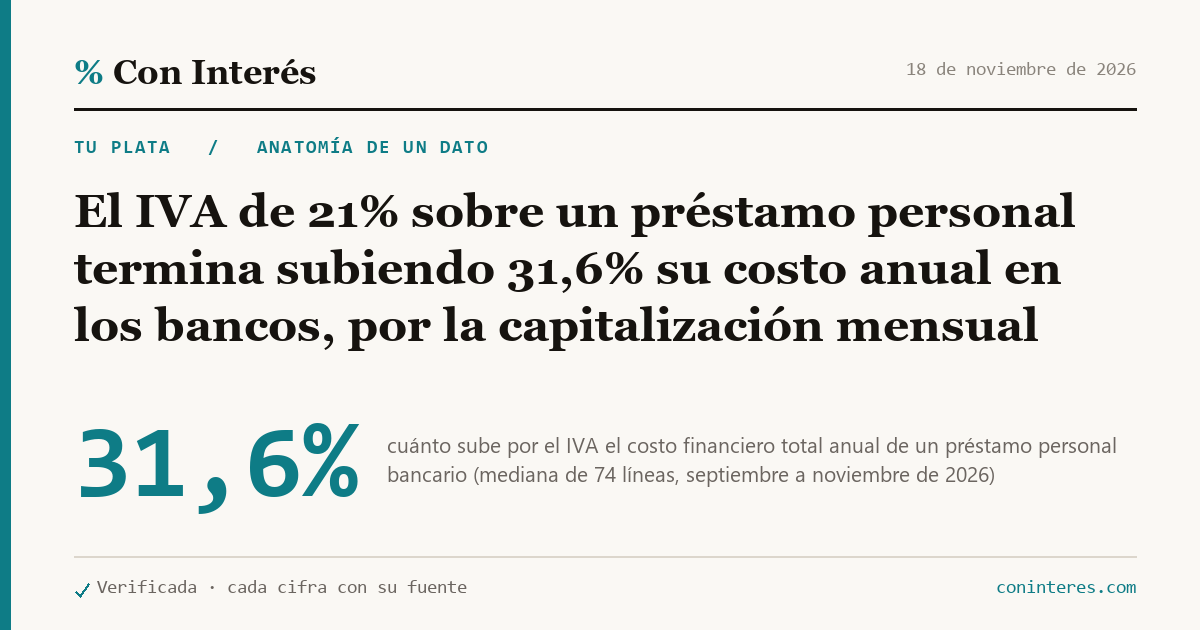 % Con Interés
18 de noviembre de 2026
TU PLATA / ANATOMÍA DE UN DATO
El IVA de 21% sobre un préstamo personal
termina subiendo 31,6% su costo anual en
los bancos, por la capitalización mensual
31,6%
cuánto sube por el IVA el costo financiero total anual de un préstamo personal
bancario (mediana de 74 líneas, septiembre a noviembre de 2026)
✓ Verificada · cada cifra con su fuente
coninteres.com